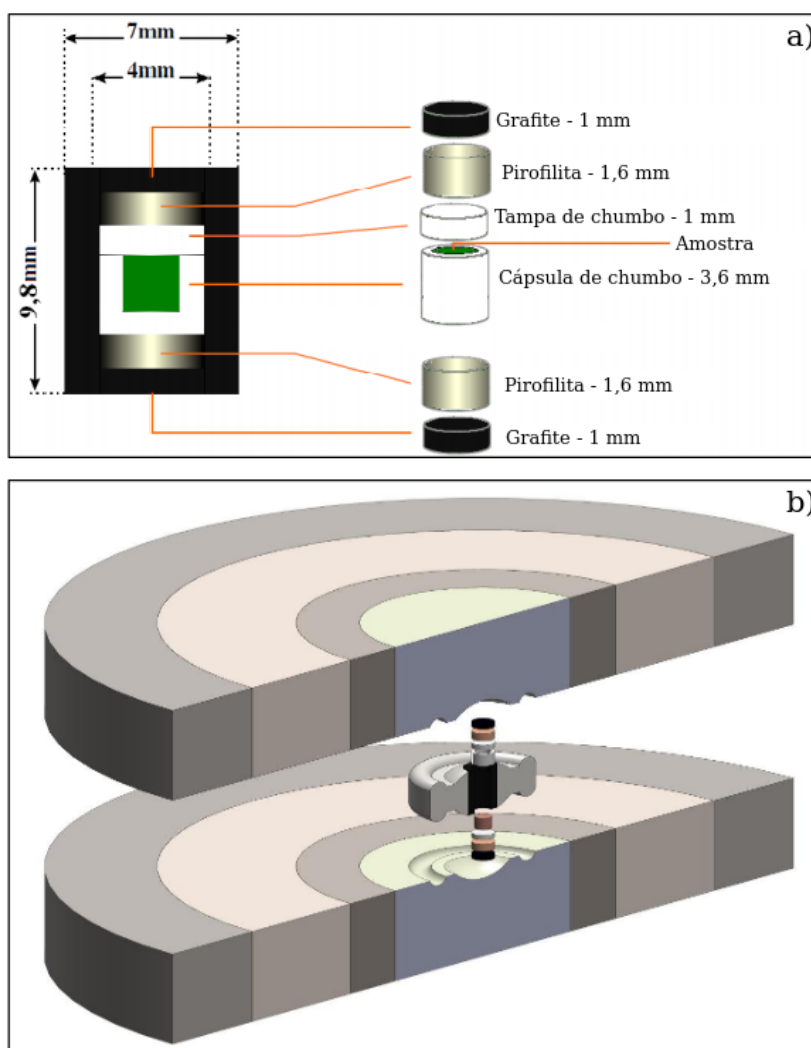 a)
7mm
4mm
9,8mm
Grafite - 1 mm
Pirofilita - 1,6 mm
Tampa de chumbo - 1 mm
Amostra
Cápsula de chumbo - 3,6 mm
Pirofilita - 1,6 mm
Grafite - 1 mm
b)